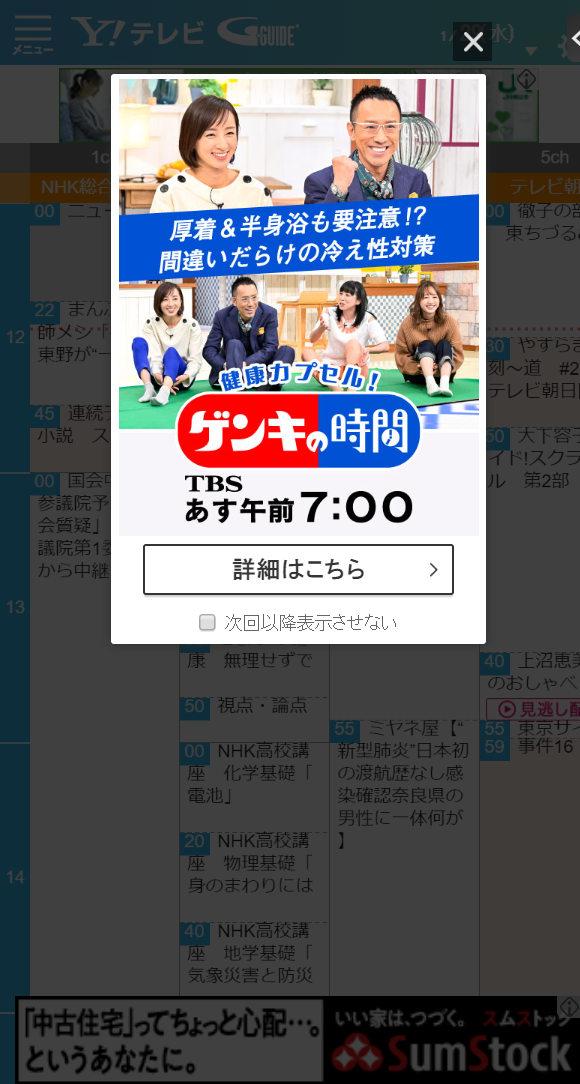 メニュー
Y!テレビ
G-GUIDE
(水)
1ch
5ch
NHK総合
テレビ朝
厚着＆半身浴も要注意!?
間違いだらけの冷え性対策
健康カプセル!
ゲンキの時間
TBS
あす午前7:00
詳細はこちら
次回以降表示させない
12
00 ニュー
22 まんぷ
師メシ「
東野が“一
45 連続テ
小説 ス
13
00 国会中
参議院予
会質疑」
議院第1委
から中継
康 無理せずで
50 視点・論点
14
00 NHK高校講
座 化学基礎「
電池」
20 NHK高校講
座 物理基礎「
身のまわりには
40 NHK高校講
座 地学基礎「
気象災害と防災
55 ミヤネ屋【“
新型肺炎”日本初
の渡航歴なし感
染確認奈良県の
男性に一体何が
】
00 徹子の部
東ちづる
30 やすらぎ
刻～道 #2
テレビ朝日開
50 大下容子
イド!スクラ
ル 第2部
40 上沼恵美
のおしゃべ
見逃し配
55 東京サイ
59 事件16
「中古住宅」ってちょっと心配…。
というあなたに。
いい家は、つづく。 スムストック
SumStock